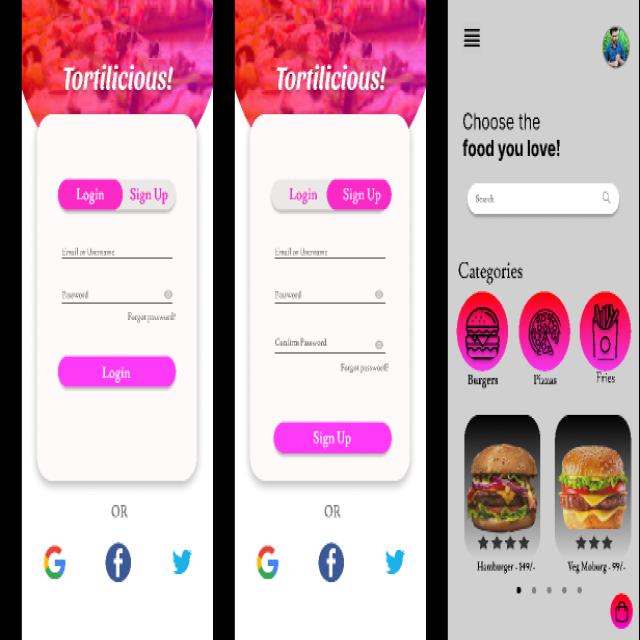 Tortilicious!
Login Sign Up
Email or Username
Password
Forgot password?
Login
OR
Tortilicious!
Login Sign Up
Email or Username
Password
Confirm Password
Forgot password?
Sign Up
OR
Choose the
food you love!
Search
Categories
Burgers Pizzas Fries
Hamburger - 149/- Veg Moburg - 99/-